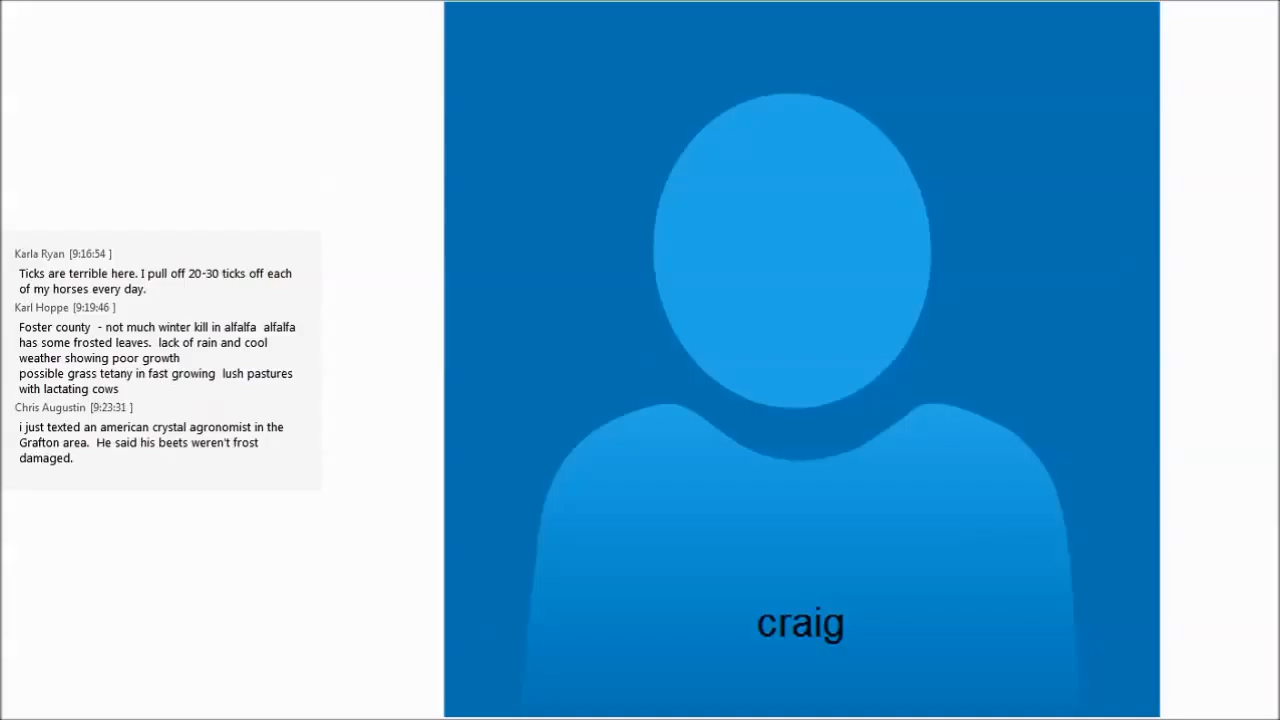 Karla Ryan [9:16:54 ]
Ticks are terrible here. I pull off 20-30 ticks off each
of my horses every day.
Karl Hoppe [9:19:46 ]
Foster county  - not much winter kill in alfalfa  alfalfa
has some frosted leaves.  lack of rain and cool
weather showing poor growth
possible grass tetany in fast growing  lush pastures
with lactating cows
Chris Augustin [9:23:31 ]
i just texted an american crystal agronomist in the
Grafton area.  He said his beets weren't frost
damaged.
craig